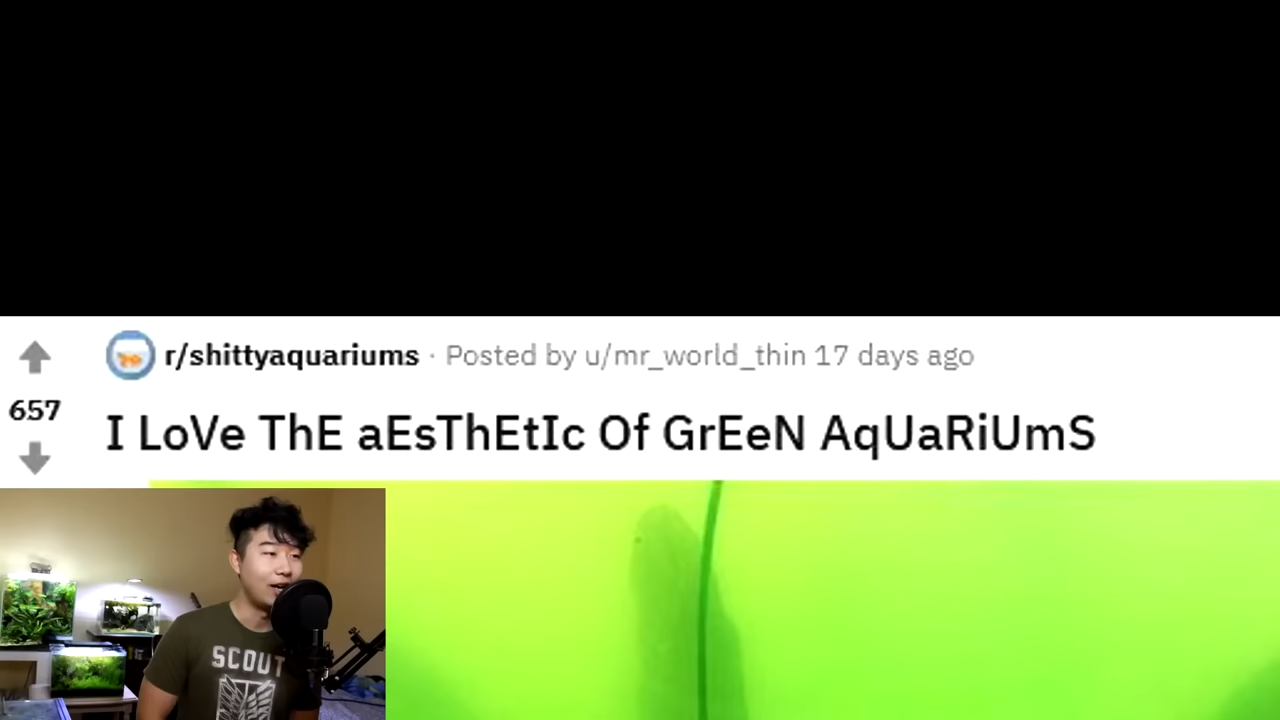 r/shittyaquariums · Posted by u/mr_world_thin 17 days ago
657
I LoVe ThE aEsThEtIc Of GrEeN AqUaRiUmS
SCOUT